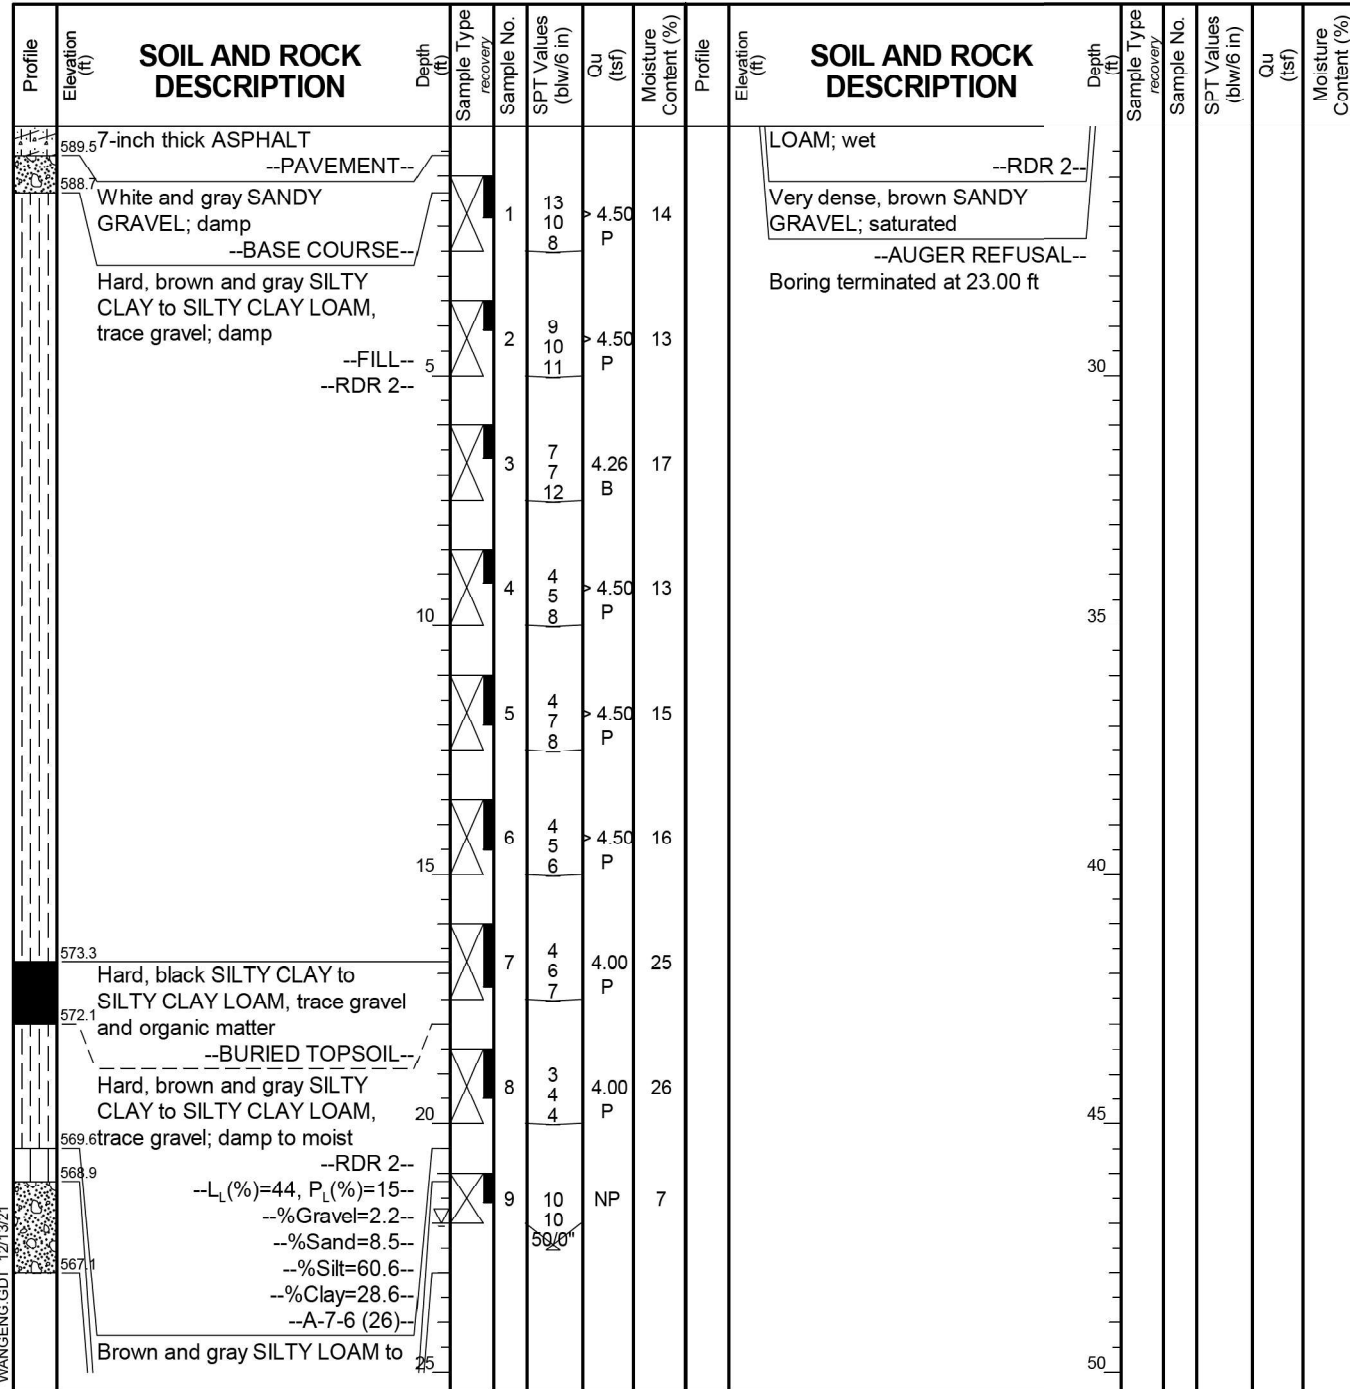 Profile
Elevation
(ft)
SOIL AND ROCK
DESCRIPTION
Depth
(ft)
Sample Type
recovery
Sample No.
SPT Values
(blw/6 in)
Qu
(tsf)
Moisture
Content (%)
Profile
Elevation
(ft)
SOIL AND ROCK
DESCRIPTION
Depth
(ft)
Sample Type
recovery
Sample No.
SPT Values
(blw/6 in)
Qu
(tsf)
Moisture
Content (%)
589.5 7-inch thick ASPHALT
--PAVEMENT--
588.7 White and gray SANDY
GRAVEL; damp
--BASE COURSE--
1 13 10 8 > 4.50 P 14
Hard, brown and gray SILTY
CLAY to SILTY CLAY LOAM,
trace gravel; damp
--FILL--
--RDR 2--
5
2 9 10 11 > 4.50 P 13
3 7 7 12 4.26 B 17
10
4 4 5 8 > 4.50 P 13
5 4 7 8 > 4.50 P 15
15
6 4 5 6 > 4.50 P 16
573.3
Hard, black SILTY CLAY to
SILTY CLAY LOAM, trace gravel
and organic matter
572.1
--BURIED TOPSOIL--
7 4 6 7 4.00 P 25
Hard, brown and gray SILTY
CLAY to SILTY CLAY LOAM,
trace gravel; damp to moist
20
8 3 4 4 4.00 P 26
569.6
--RDR 2--
568.9
--LL(%)=44, PL(%)=15--
--%Gravel=2.2--
--%Sand=8.5--
--%Silt=60.6--
--%Clay=28.6--
--A-7-6 (26)--
9 10 10 50/0" NP 7
567.1
Brown and gray SILTY LOAM to
25
LOAM; wet
--RDR 2--
Very dense, brown SANDY
GRAVEL; saturated
--AUGER REFUSAL--
Boring terminated at 23.00 ft
30
35
40
45
50
WANGENG.GDT 12/13/21